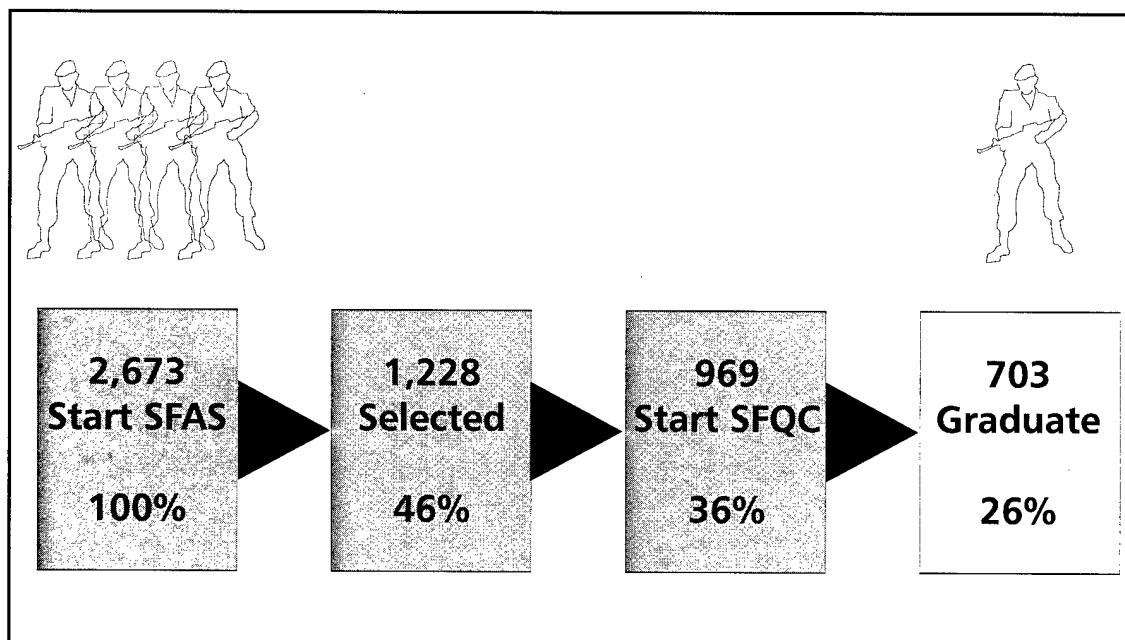 2,673
Start SFAS
100%
1,228
Selected
46%
969
Start SFQC
36%
703
Graduate
26%